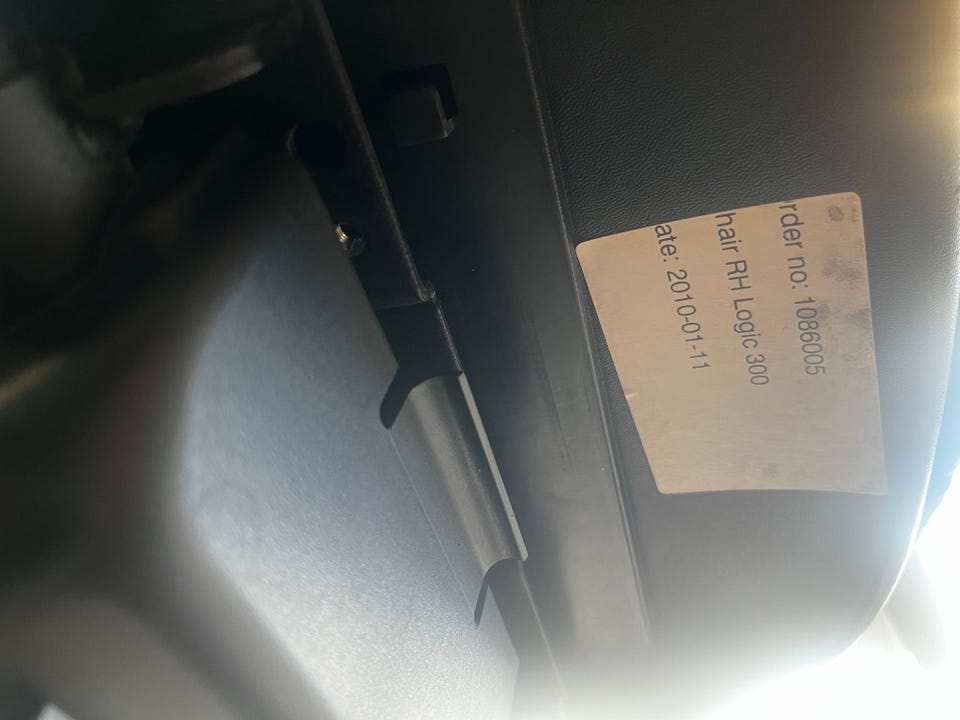 rder no: 1086005
hair RH Logic 300
ate: 2010-01-11